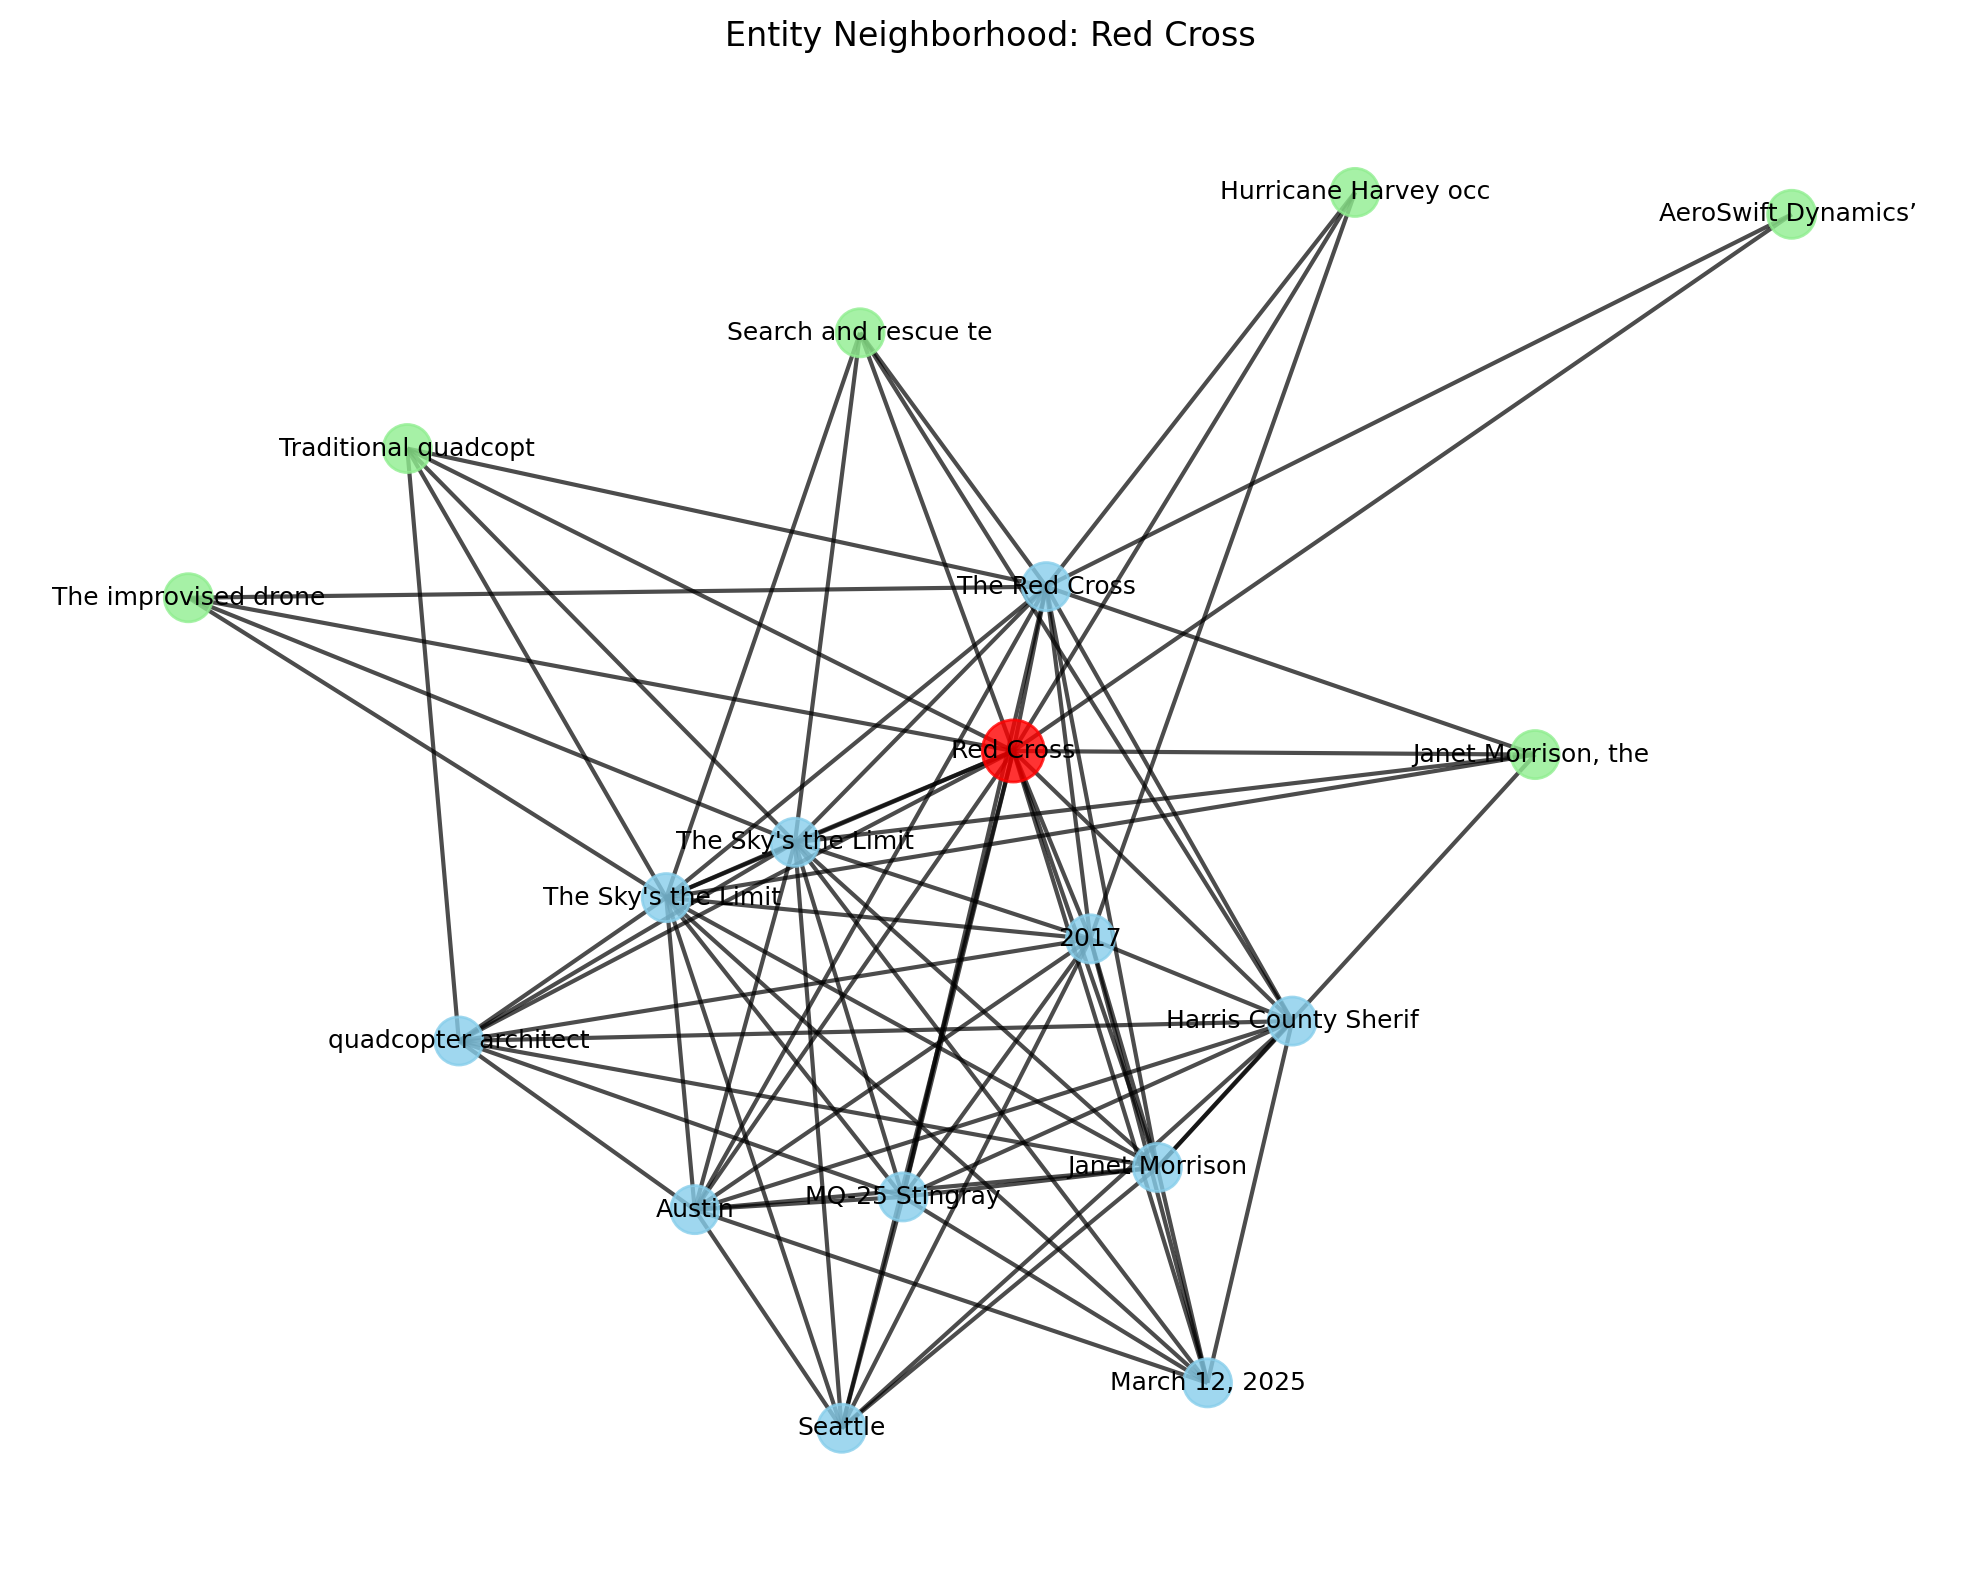 Entity Neighborhood: Red Cross
Hurricane Harvey occ
AeroSwift Dynamics’
Search and rescue te
Traditional quadcopt
The improvised drone
The Red Cross
Red Cross
Janet Morrison, the
The Sky's the Limit
The Sky's the Limit
2017
Harris County Sherif
quadcopter architect
Janet Morrison
MQ-25 Stingray
Austin
March 12, 2025
Seattle